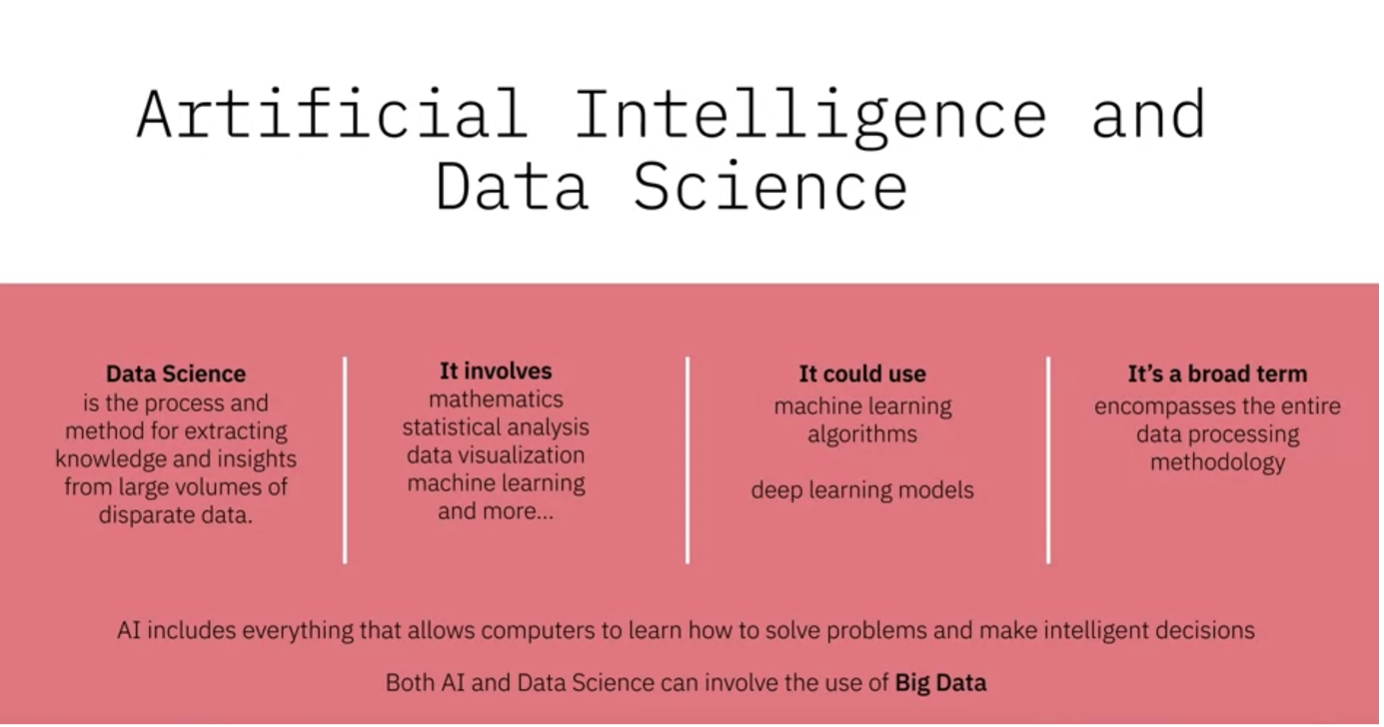 Artificial Intelligence and
Data Science
Data Science
is the process and
method for extracting
knowledge and insights
from large volumes of
disparate data.
It involves
mathematics
statistical analysis
data visualization
machine learning
and more...
It could use
machine learning
algorithms
deep learning models
It's a broad term
encompasses the entire
data processing
methodology
AI includes everything that allows computers to learn how to solve problems and make intelligent decisions
Both AI and Data Science can involve the use of Big Data